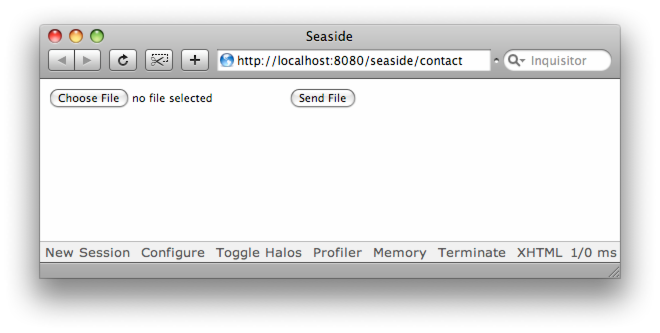 Seaside
http://localhost:8080/seaside/contact Inquisitor
Choose File no file selected Send File
New Session Configure Toggle Halos Profiler Memory Terminate XHTML 1/0 ms